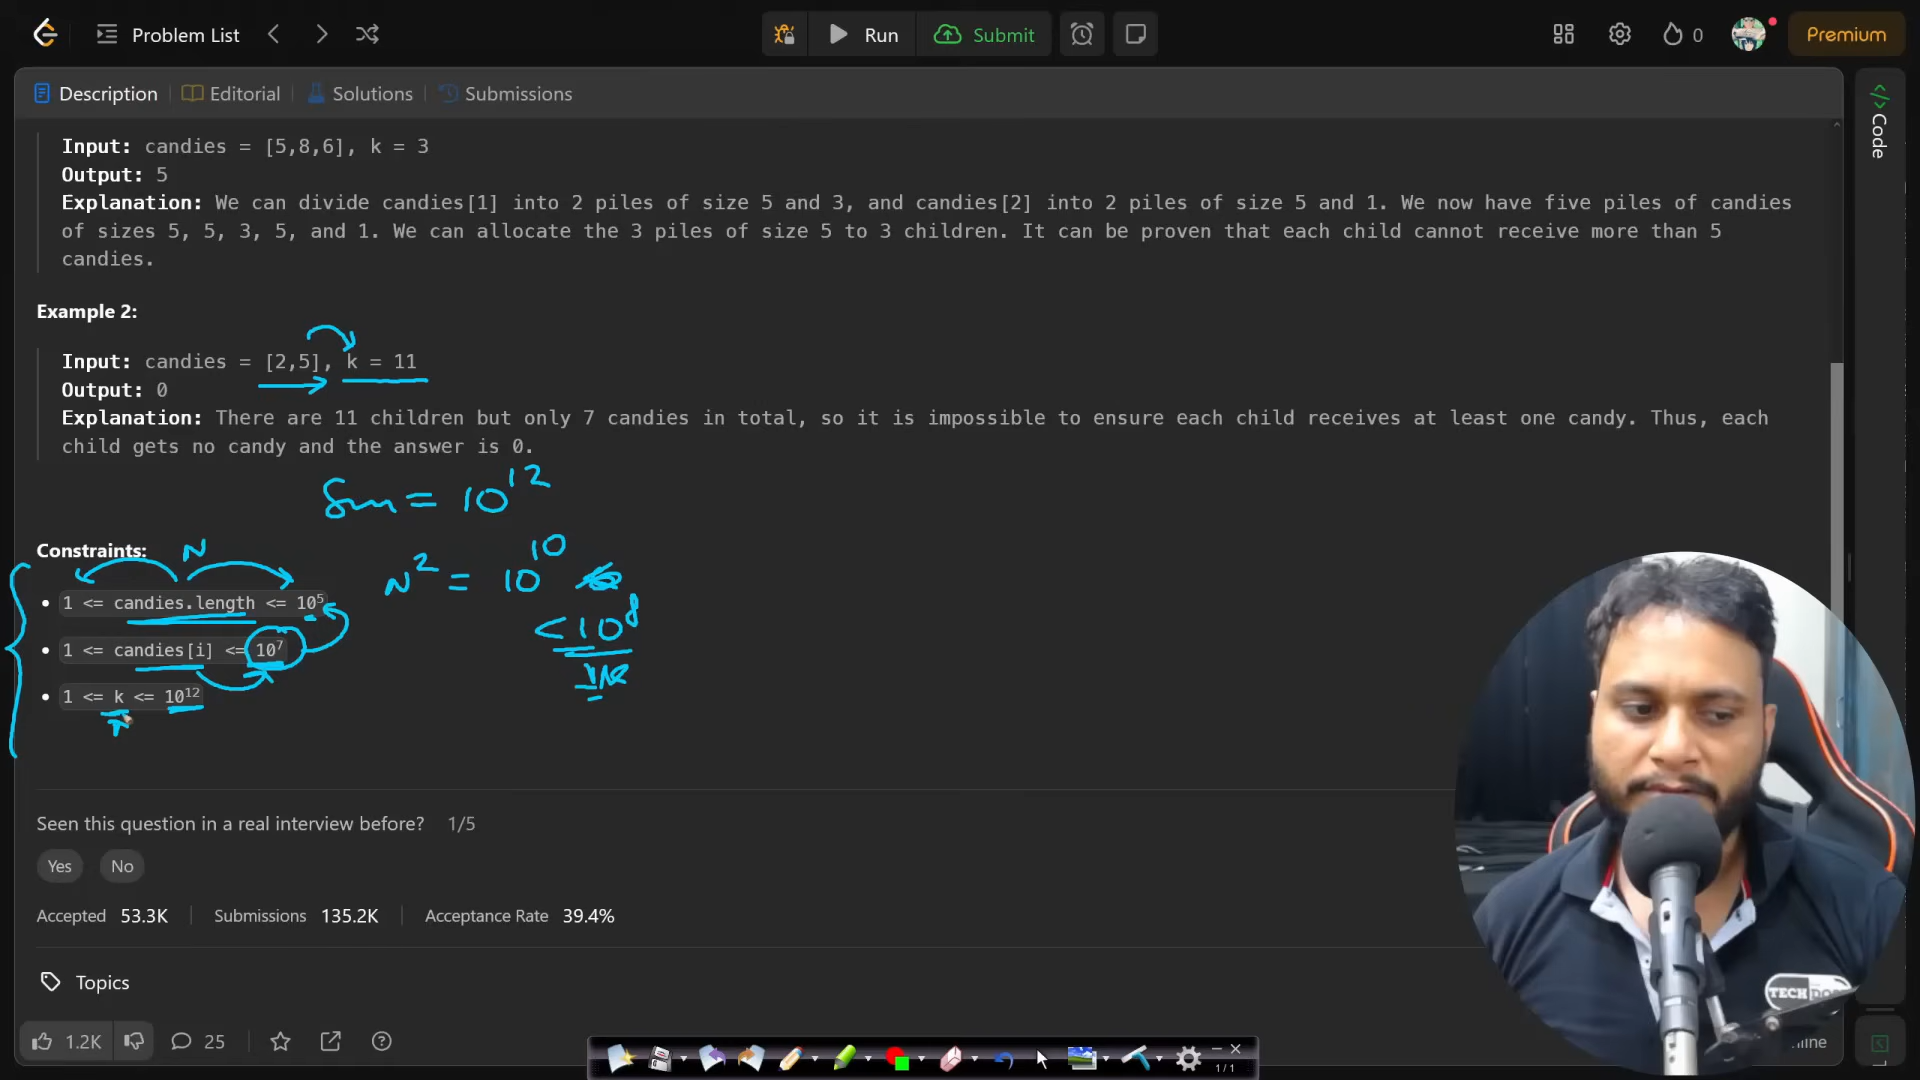 Problem List
Run
Submit
0
Premium
Description
Editorial
Solutions
Submissions
Code
Input: candies = [5,8,6], k = 3
Output: 5
Explanation: We can divide candies[1] into 2 piles of size 5 and 3, and candies[2] into 2 piles of size 5 and 1. We now have five piles of candies
of sizes 5, 5, 3, 5, and 1. We can allocate the 3 piles of size 5 to 3 children. It can be proven that each child cannot receive more than 5
candies.
Example 2:
Input: candies = [2,5], k = 11
Output: 0
Explanation: There are 11 children but only 7 candies in total, so it is impossible to ensure each child receives at least one candy. Thus, each
child gets no candy and the answer is 0.
Sum = 10^12
Constraints:
N
N^2 = 10^10
1 <= candies.length <= 10^5
< 10^8
1 <= candies[i] <= 10^7
TLE
1 <= k <= 10^12
Seen this question in a real interview before? 1/5
Yes
No
Accepted 53.3K
Submissions 135.2K
Acceptance Rate 39.4%
Topics
1.2K
25
1/1